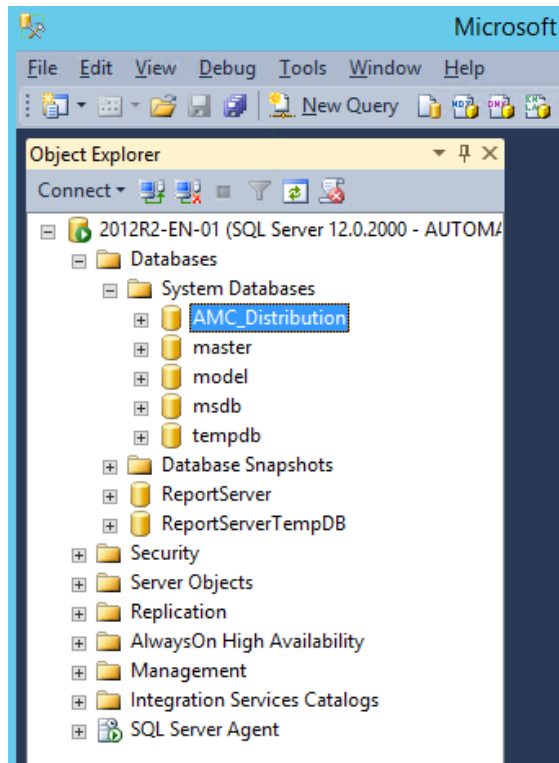 Microsoft
File Edit View Debug Tools Window Help
New Query
Object Explorer
Connect
2012R2-EN-01 (SQL Server 12.0.2000 - AUTOMA
Databases
System Databases
AMC_Distribution
master
model
msdb
tempdb
Database Snapshots
ReportServer
ReportServerTempDB
Security
Server Objects
Replication
AlwaysOn High Availability
Management
Integration Services Catalogs
SQL Server Agent